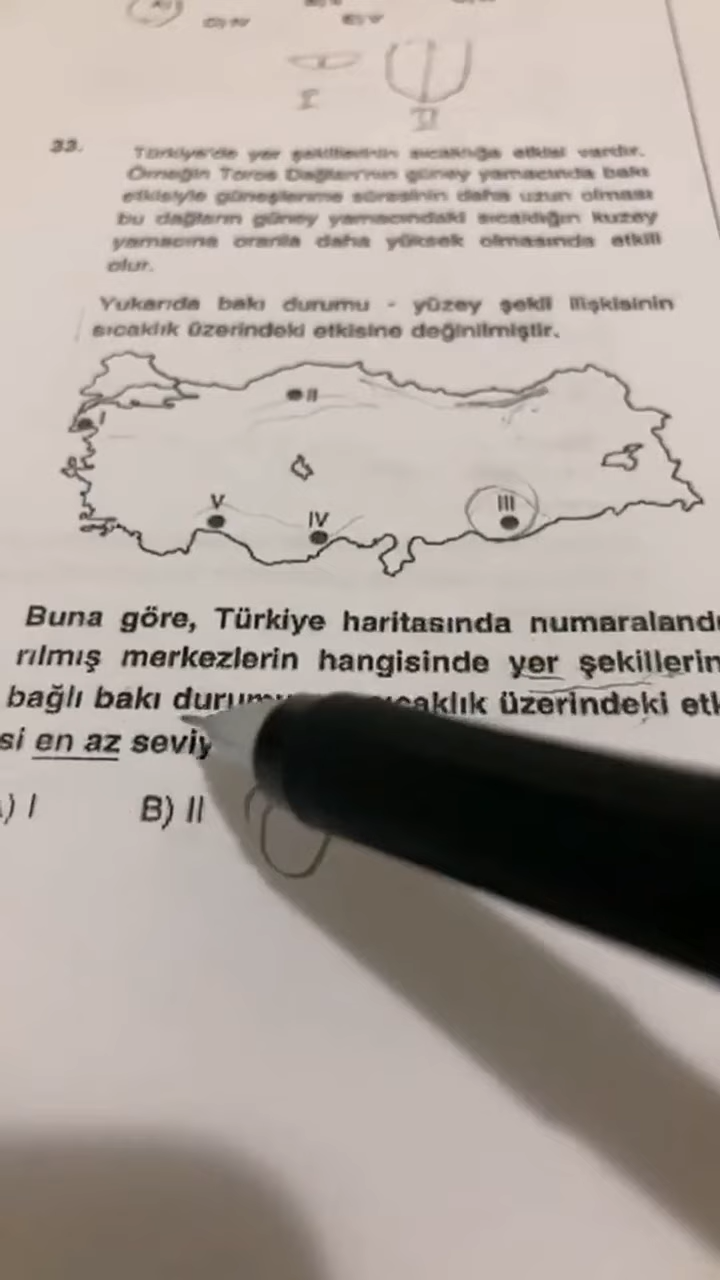 I
II
33.
Türkiye'de yer şekillerinin sıcaklığa etkisi vardır.
Örneğin Toros Dağları'nın güney yamacında bakı
etkisiyle güneşlenme süresinin daha uzun olması
bu dağların güney yamacındaki sıcaklığın kuzey
yamacına oranla daha yüksek olmasında etkili
olur.
Yukarıda bakı durumu - yüzey şekli ilişkisinin
sıcaklık üzerindeki etkisine değinilmiştir.
I
II
III
IV
V
Buna göre, Türkiye haritasında numaraland
rılmış merkezlerin hangisinde yer şekillerin
bağlı bakı sıcaklık üzerindeki etk
si en az
) I B) II